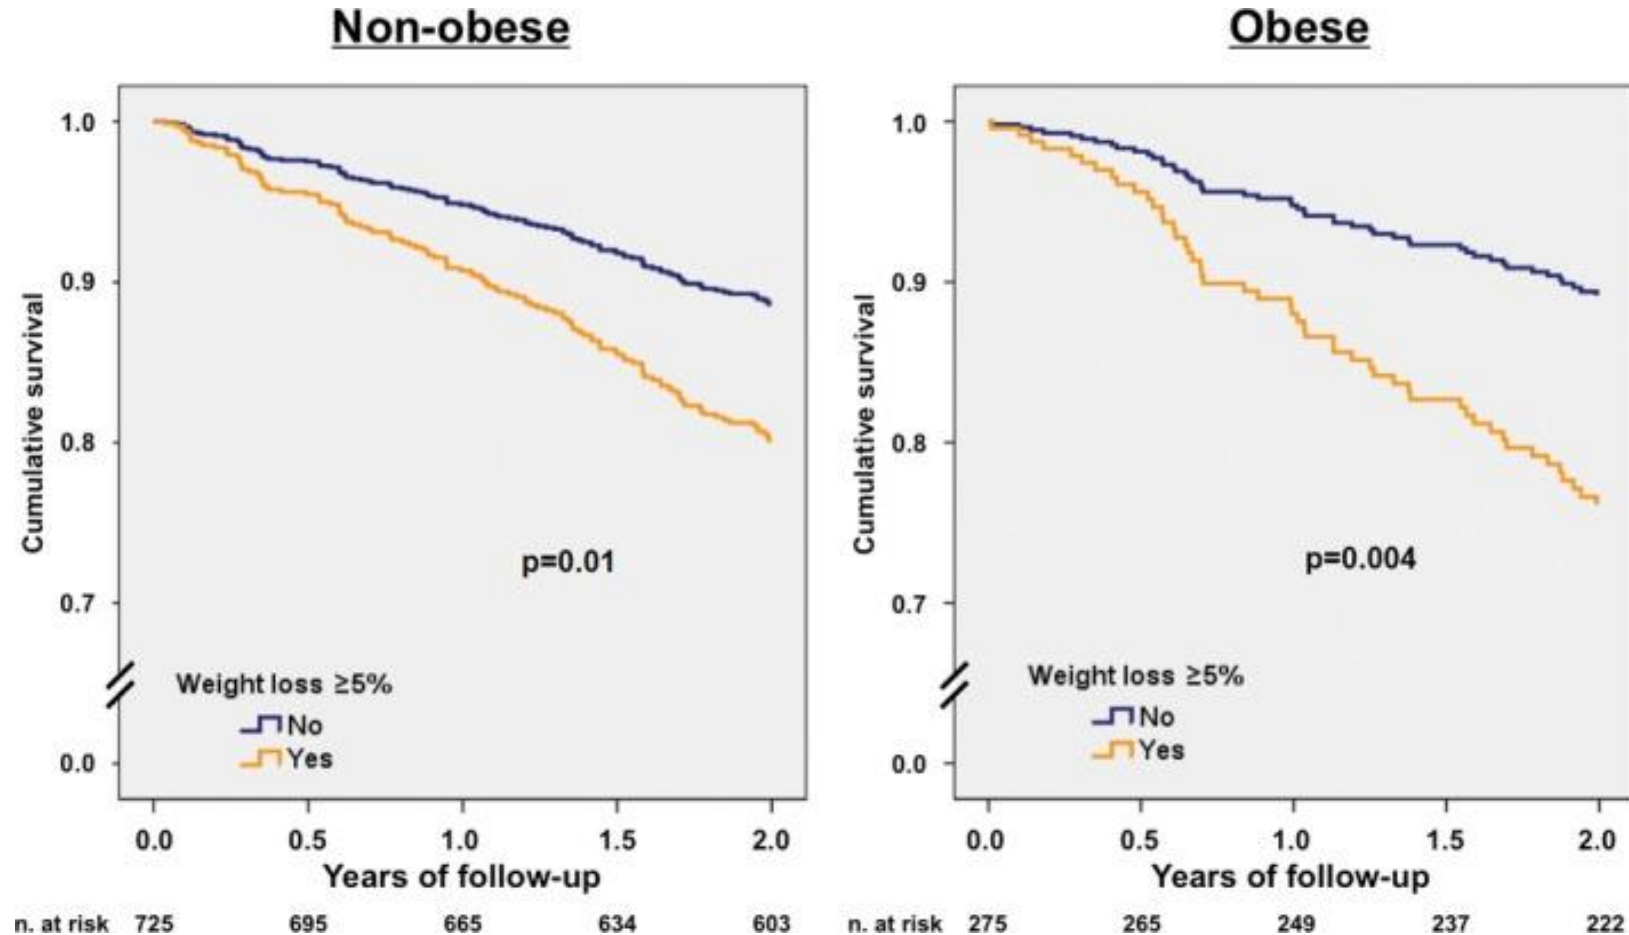 Non-obese
1.0
0.9
0.8
0.7
0.0
Cumulative survival
p=0.01
Weight loss ≥5%
No
Yes
0.0 0.5 1.0 1.5 2.0
Years of follow-up
n. at risk 725 695 665 634 603
Obese
1.0
0.9
0.8
0.7
0.0
Cumulative survival
p=0.004
Weight loss ≥5%
No
Yes
0.0 0.5 1.0 1.5 2.0
Years of follow-up
n. at risk 275 265 249 237 222